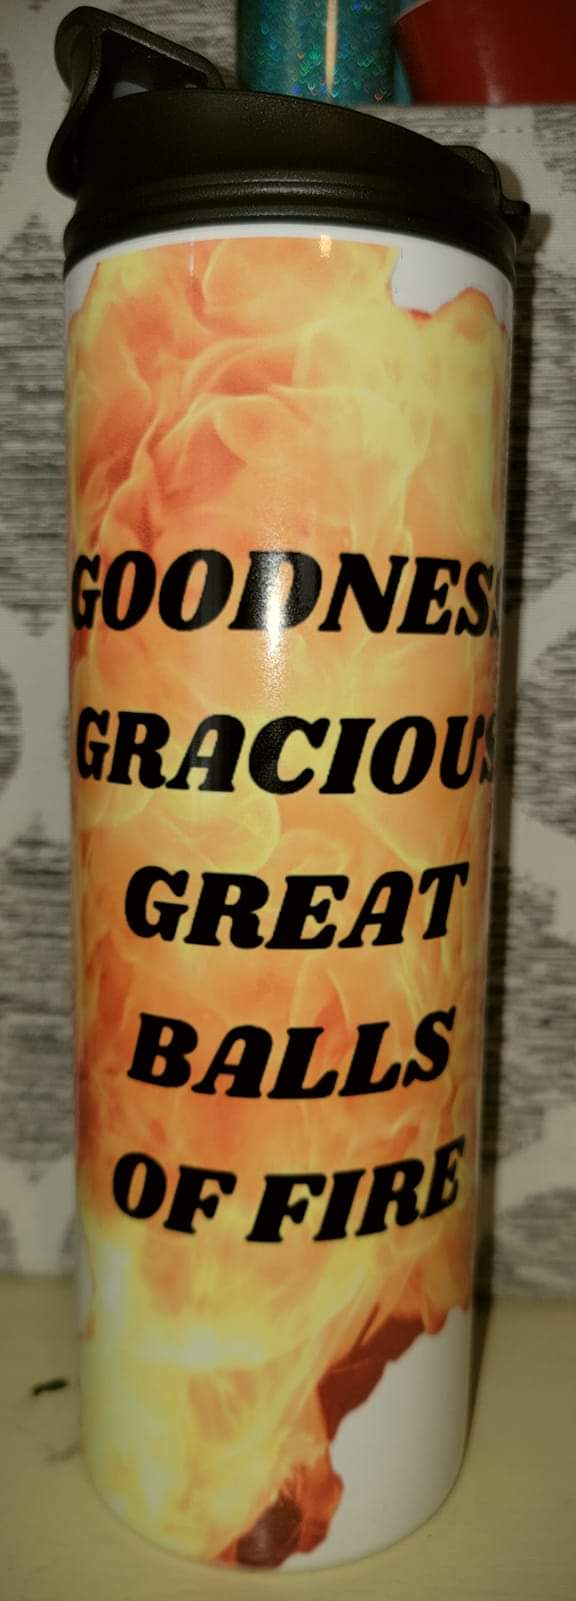 GOODNESS
GRACIOUS
GREAT
BALLS
OF FIRE